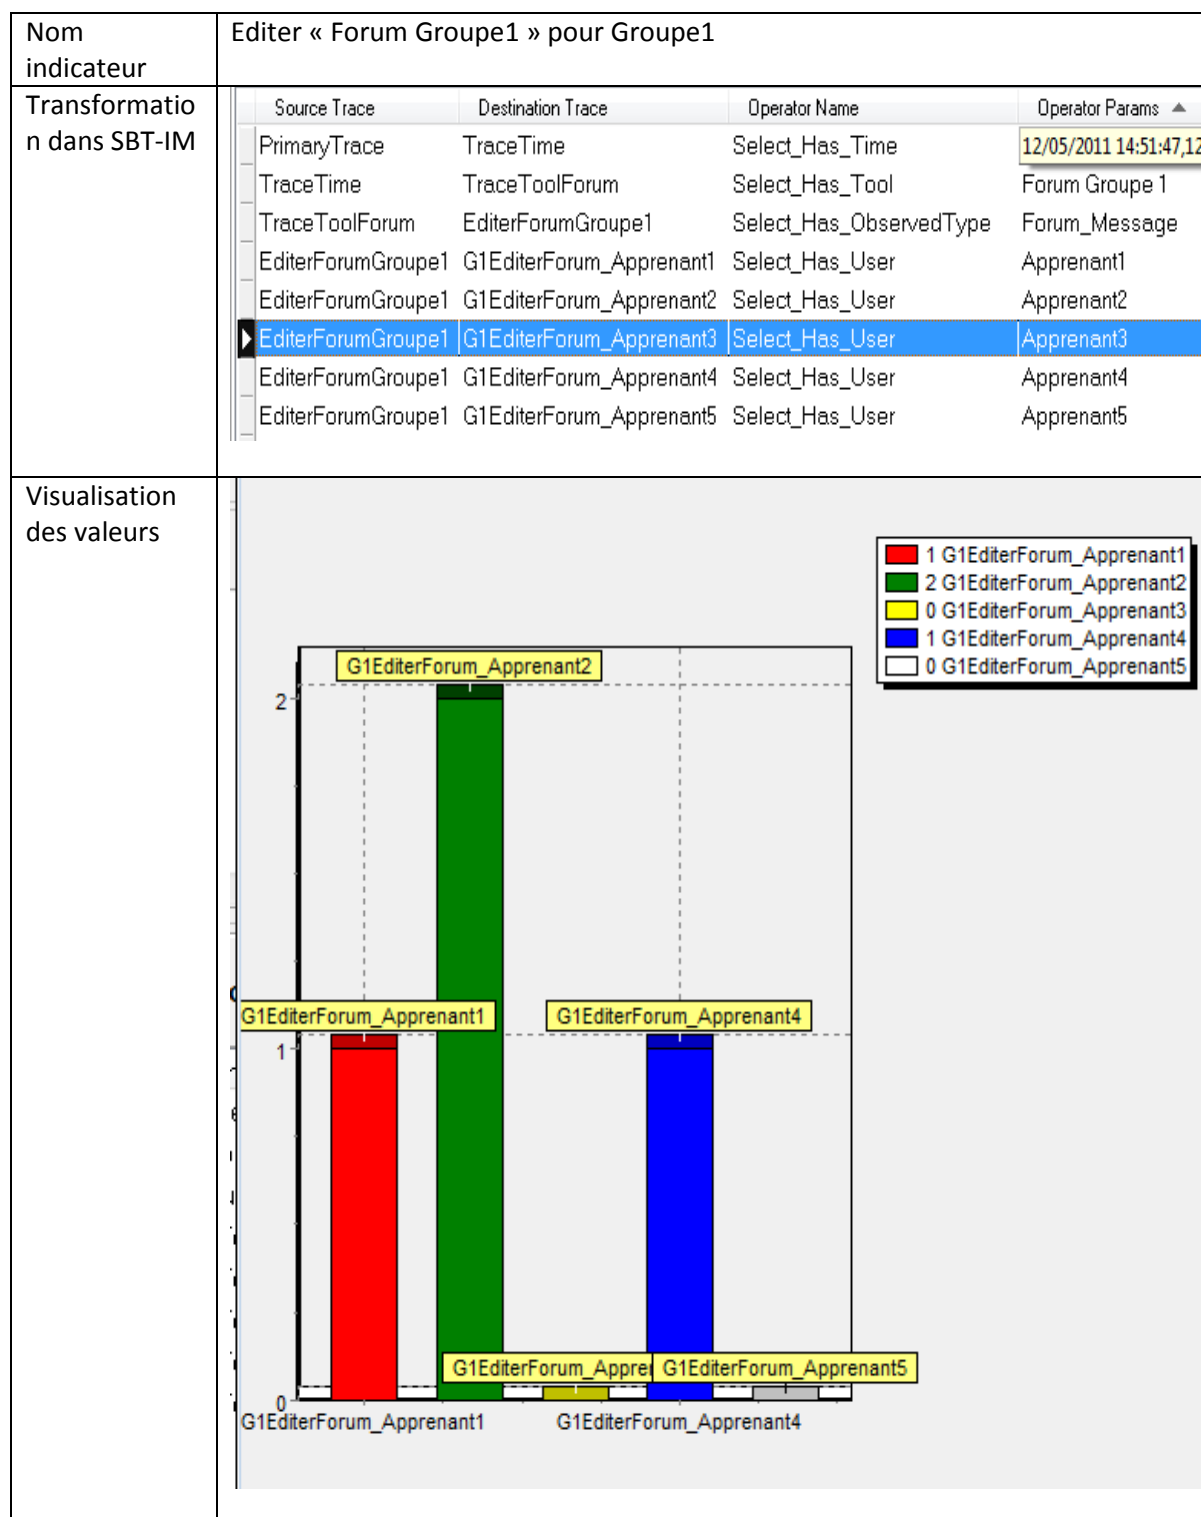 Nom
indicateur
Editer « Forum Groupe1 » pour Groupe1
Transformatio
n dans SBT-IM
Source Trace Destination Trace Operator Name Operator Params
PrimaryTrace TraceTime Select_Has_Time 12/05/2011 14:51:47,12
TraceTime TraceToolForum Select_Has_Tool Forum Groupe 1
TraceToolForum EditerForumGroupe1 Select_Has_ObservedType Forum_Message
EditerForumGroupe1 G1EditerForum_Apprenant1 Select_Has_User Apprenant1
EditerForumGroupe1 G1EditerForum_Apprenant2 Select_Has_User Apprenant2
EditerForumGroupe1 G1EditerForum_Apprenant3 Select_Has_User Apprenant3
EditerForumGroupe1 G1EditerForum_Apprenant4 Select_Has_User Apprenant4
EditerForumGroupe1 G1EditerForum_Apprenant5 Select_Has_User Apprenant5
Visualisation
des valeurs
1 G1EditerForum_Apprenant1
2 G1EditerForum_Apprenant2
0 G1EditerForum_Apprenant3
1 G1EditerForum_Apprenant4
0 G1EditerForum_Apprenant5
G1EditerForum_Apprenant2
2
G1EditerForum_Apprenant1 G1EditerForum_Apprenant4
1
G1EditerForum_Appre G1EditerForum_Apprenant5
0
G1EditerForum_Apprenant1 G1EditerForum_Apprenant4